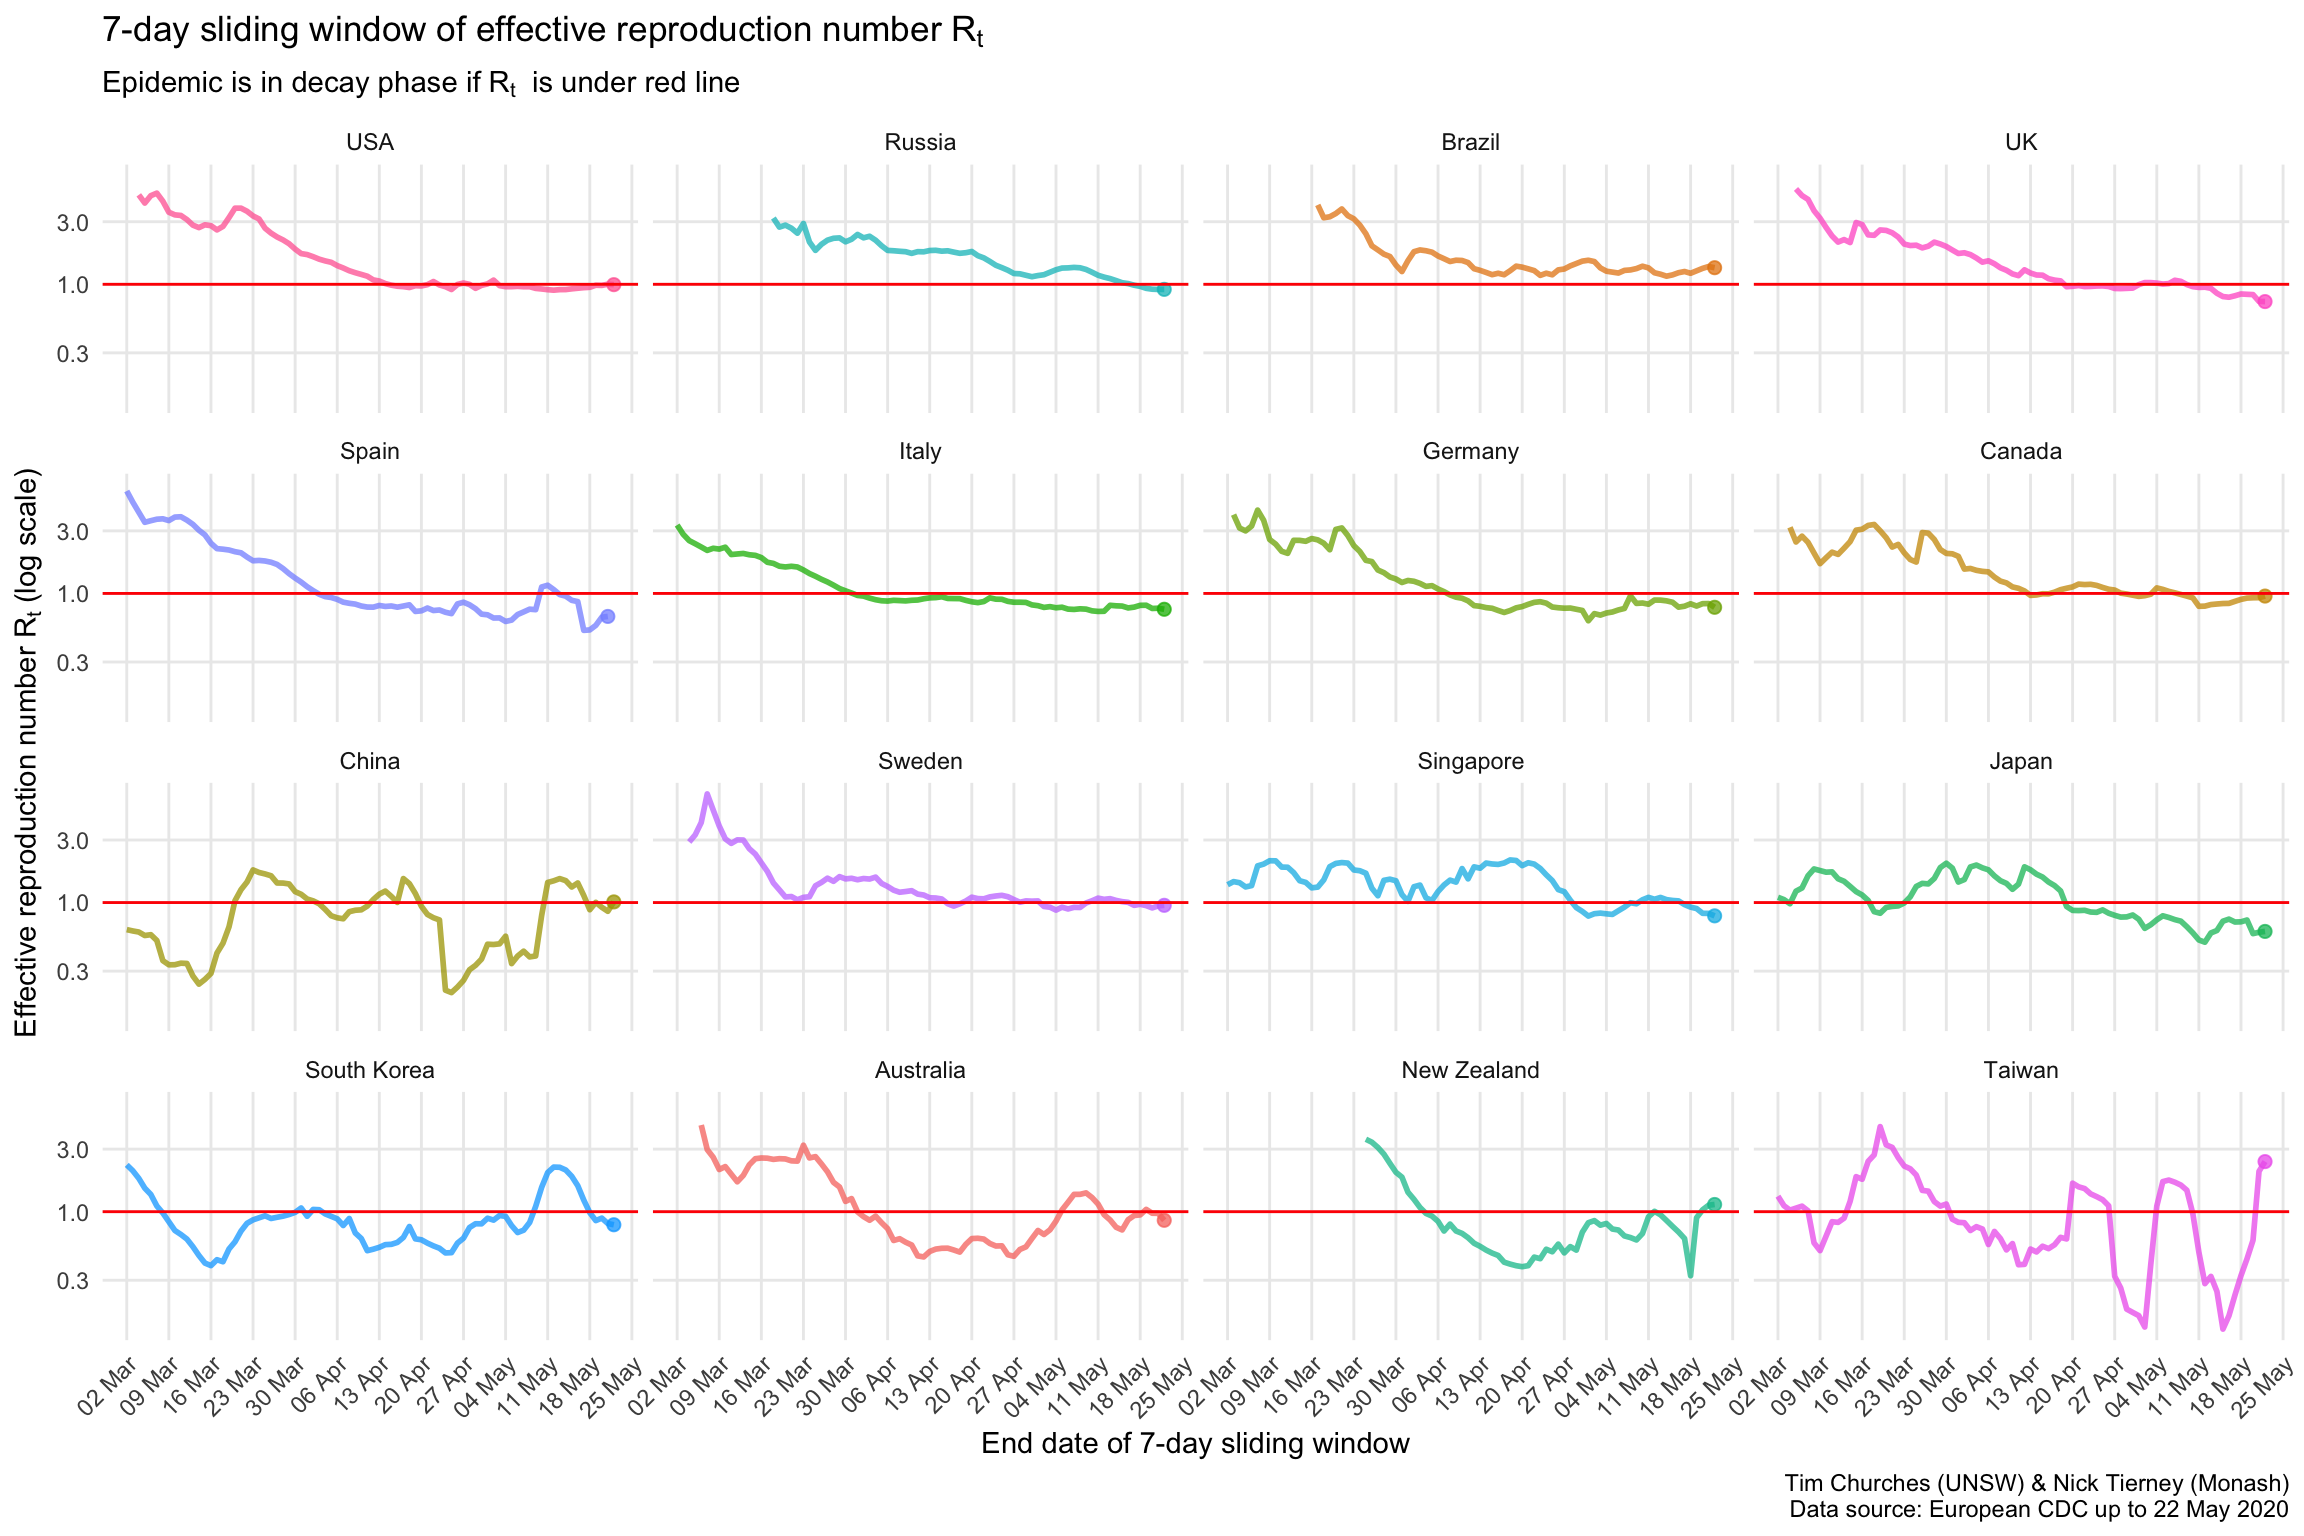 7-day sliding window of effective reproduction number Rt
Epidemic is in decay phase if Rt is under red line
Effective reproduction number Rt (log scale)
USA Russia Brazil UK
3.0
1.0
0.3
Spain Italy Germany Canada
3.0
1.0
0.3
China Sweden Singapore Japan
3.0
1.0
0.3
South Korea Australia New Zealand Taiwan
3.0
1.0
0.3
02 Mar 09 Mar 16 Mar 23 Mar 30 Mar 06 Apr 13 Apr 20 Apr 27 Apr 04 May 11 May 18 May 25 May 02 Mar 09 Mar 16 Mar 23 Mar 30 Mar 06 Apr 13 Apr 20 Apr 27 Apr 04 May 11 May 18 May 25 May 02 Mar 09 Mar 16 Mar 23 Mar 30 Mar 06 Apr 13 Apr 20 Apr 27 Apr 04 May 11 May 18 May 25 May 02 Mar 09 Mar 16 Mar 23 Mar 30 Mar 06 Apr 13 Apr 20 Apr 27 Apr 04 May 11 May 18 May 25 May
End date of 7-day sliding window
Tim Churches (UNSW) & Nick Tierney (Monash)
Data source: European CDC up to 22 May 2020